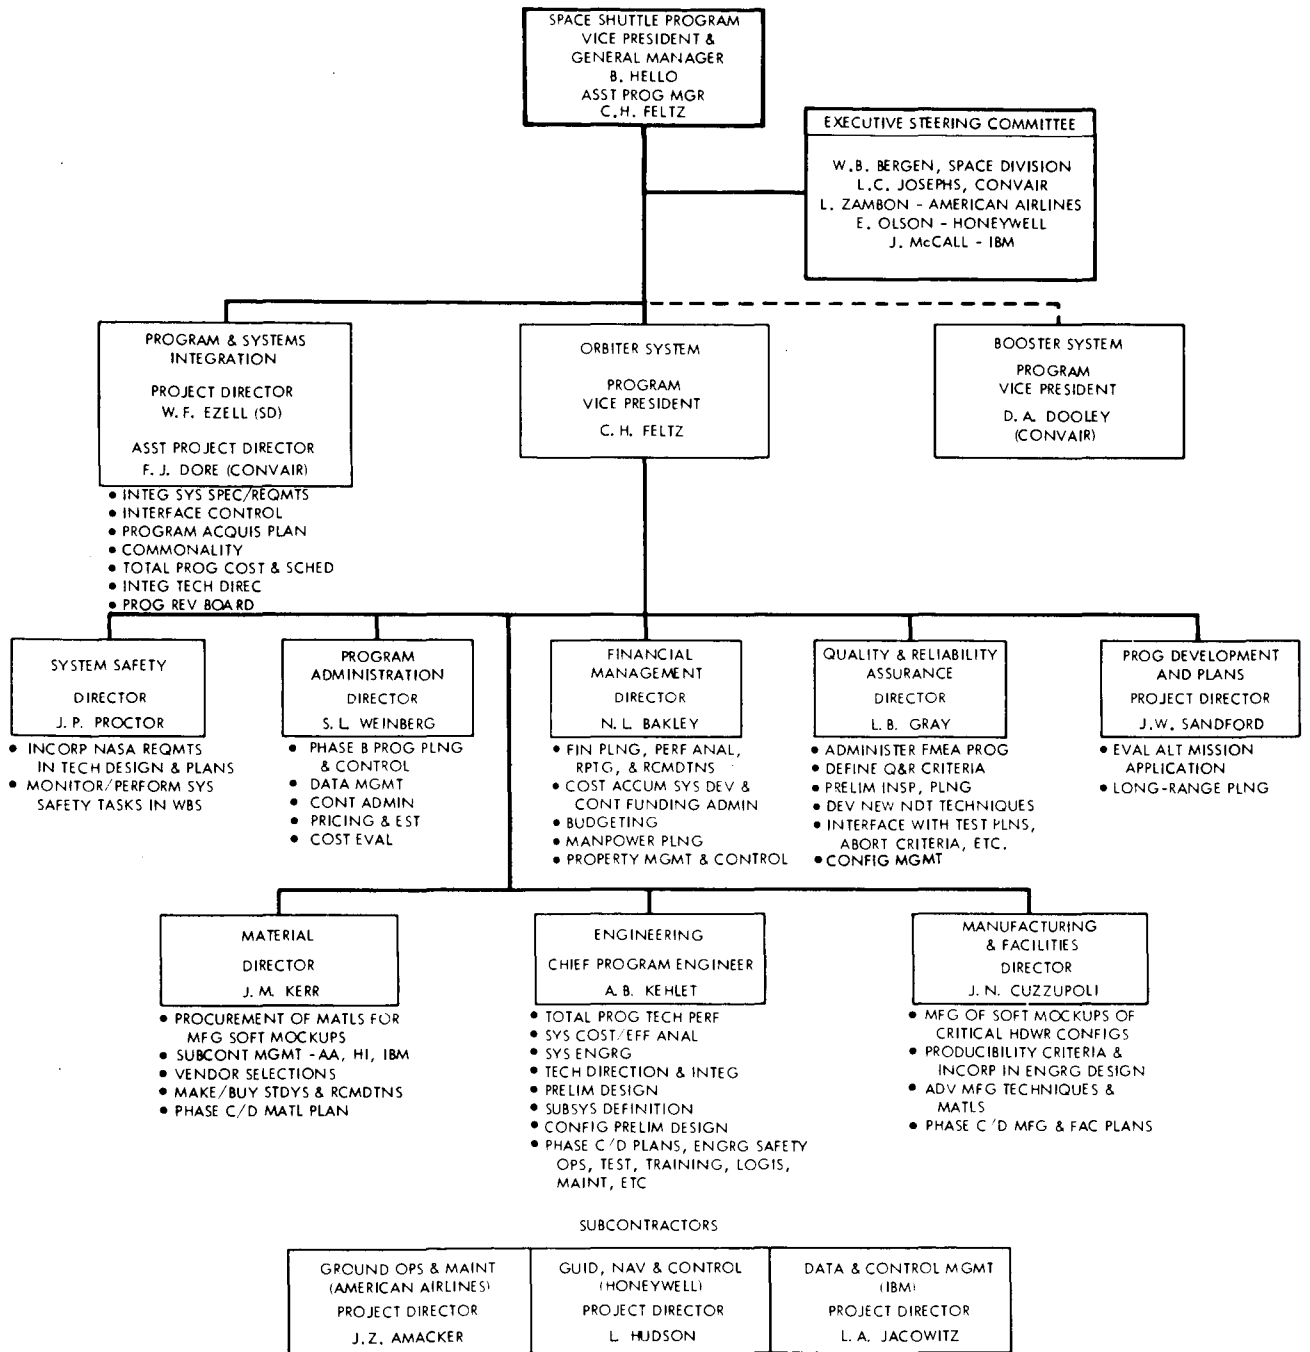 SPACE SHUTTLE PROGRAM
VICE PRESIDENT &
GENERAL MANAGER
B. HELLO
ASST PROG MGR
C.H. FELTZ
EXECUTIVE STEERING COMMITTEE
W.B. BERGEN, SPACE DIVISION
L.C. JOSEPHS, CONVAIR
L. ZAMBON - AMERICAN AIRLINES
E. OLSON - HONEYWELL
J. McCALL - IBM
PROGRAM & SYSTEMS
INTEGRATION
PROJECT DIRECTOR
W.F. EZELL (SD)
ASST PROJECT DIRECTOR
F. J. DORE (CONVAIR)
• INTEG SYS SPEC/REQMTS
• INTERFACE CONTROL
• PROGRAM ACQUIS PLAN
• COMMONALITY
• TOTAL PROG COST & SCHED
• INTEG TECH DIREC
• PROG REV BOARD
ORBITER SYSTEM
PROGRAM
VICE PRESIDENT
C. H. FELTZ
BOOSTER SYSTEM
PROGRAM
VICE PRESIDENT
D. A. DOOLEY
(CONVAIR)
SYSTEM SAFETY
DIRECTOR
J. P. PROCTOR
• INCORP NASA REQMTS
IN TECH DESIGN & PLANS
• MONITOR/PERFORM SYS
SAFETY TASKS IN WBS
PROGRAM
ADMINISTRATION
DIRECTOR
S. L. WEINBERG
• PHASE B PROG PLNG
& CONTROL
• DATA MGMT
• CONT ADMIN
• PRICING & EST
• COST EVAL
FINANCIAL
MANAGEMENT
DIRECTOR
N. L. BAKLEY
• FIN PLNG, PERF ANAL,
RPTG, & RCMDTNS
• COST ACCUM SYS DEV &
CONT FUNDING ADMIN
• BUDGETING
• MANPOWER PLNG
• PROPERTY MGMT & CONTROL
QUALITY & RELIABILITY
ASSURANCE
DIRECTOR
L. B. GRAY
• ADMINISTER FMEA PROG
• DEFINE Q&R CRITERIA
• PRELIM INSP, PLNG
• DEV NEW NDT TECHNIQUES
• INTERFACE WITH TEST PLNS,
ABORT CRITERIA, ETC.
• CONFIG MGMT
PROG DEVELOPMENT
AND PLANS
PROJECT DIRECTOR
J.W. SANDFORD
• EVAL ALT MISSION
APPLICATION
• LONG-RANGE PLNG
MATERIAL
DIRECTOR
J. M. KERR
• PROCUREMENT OF MATLS FOR
MFG SOFT MOCKUPS
• SUBCONT MGMT - AA, HI, IBM
• VENDOR SELECTIONS
• MAKE/BUY STDYS & RCMDTNS
• PHASE C/D MATL PLAN
ENGINEERING
CHIEF PROGRAM ENGINEER
A. B. KEHLET
• TOTAL PROG TECH PERF
• SYS COST/EFF ANAL
• SYS ENGRG
• TECH DIRECTION & INTEG
• PRELIM DESIGN
• SUBSYS DEFINITION
• CONFIG PRELIM DESIGN
• PHASE C/D PLANS, ENGRG SAFETY
OPS, TEST, TRAINING, LOGIS,
MAINT, ETC
MANUFACTURING
& FACILITIES
DIRECTOR
J. N. CUZZUPOLI
• MFG OF SOFT MOCKUPS OF
CRITICAL HDWR CONFIGS
• PRODUCIBILITY CRITERIA &
INCORP IN ENGRG DESIGN
• ADV MFG TECHNIQUES &
MATLS
• PHASE C/D MFG & FAC PLANS
SUBCONTRACTORS
GROUND OPS & MAINT
(AMERICAN AIRLINES)
PROJECT DIRECTOR
J.Z. AMACKER
GUID, NAV & CONTROL
(HONEYWELL)
PROJECT DIRECTOR
L. HUDSON
DATA & CONTROL MGMT
(IBM)
PROJECT DIRECTOR
L.A. JACOWITZ